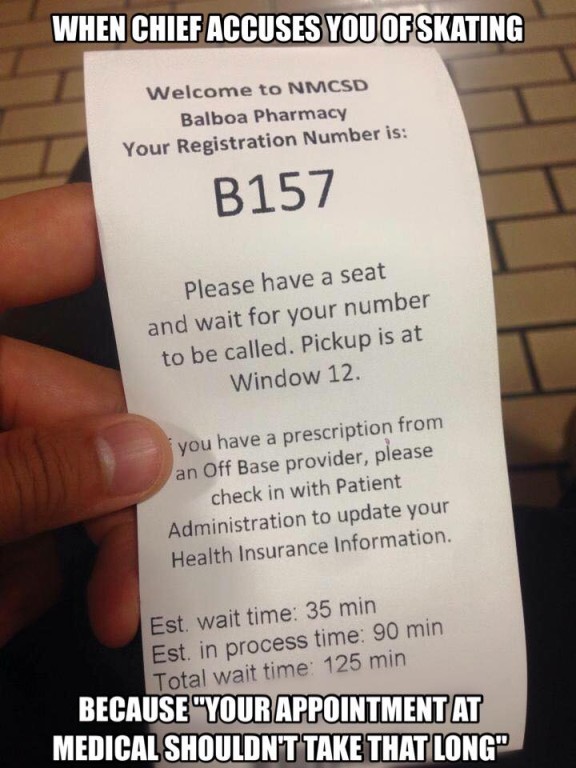 WHEN CHIEF ACCUSES YOU OF SKATING
Welcome to NMCSD
Balboa Pharmacy
Your Registration Number is:
B157
Please have a seat
and wait for your number
to be called. Pickup is at
Window 12.
you have a prescription from
an Off Base provider, please
check in with Patient
Administration to update your
Health Insurance Information.
Est. wait time: 35 min
Est. in process time: 90 min
Total wait time: 125 min
BECAUSE "YOUR APPOINTMENT AT
MEDICAL SHOULDN'T TAKE THAT LONG"